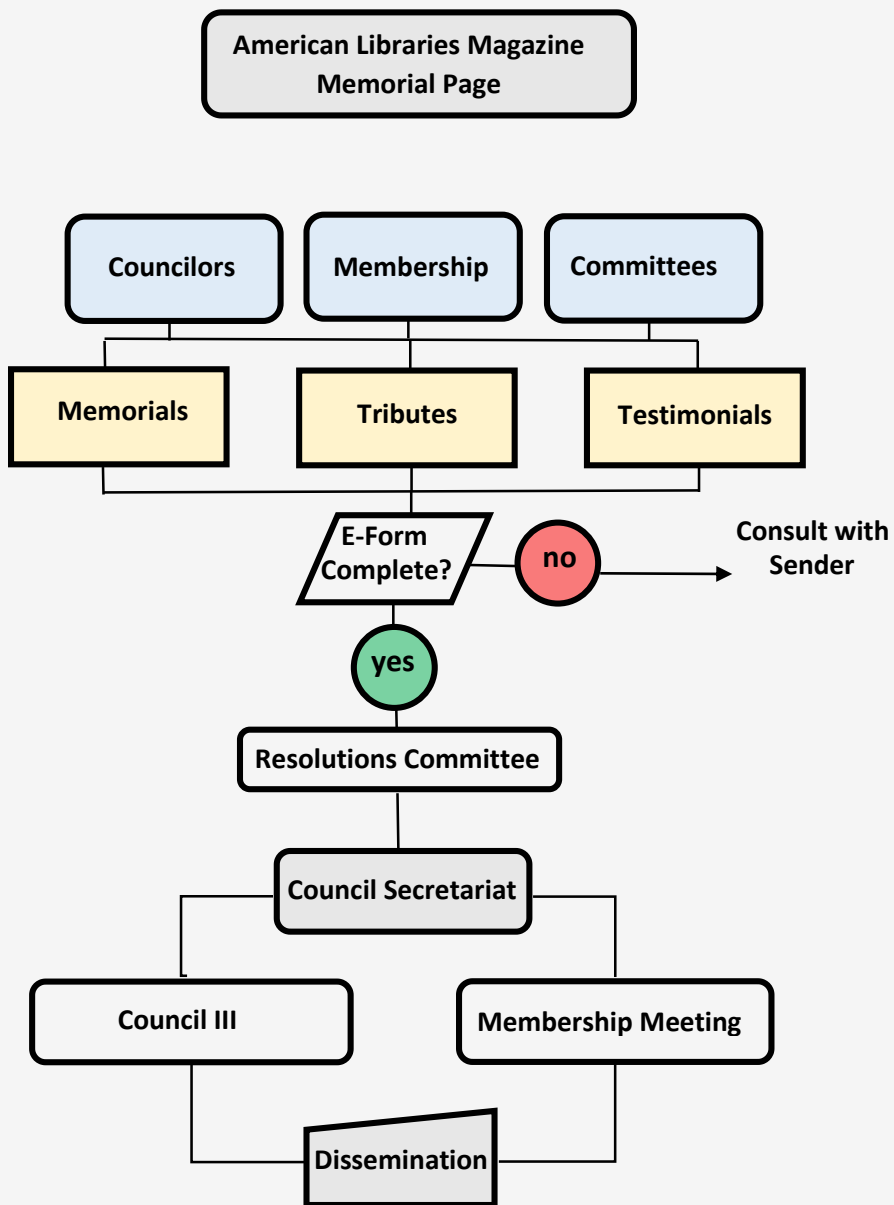 American Libraries Magazine
Memorial Page
Councilors
Membership
Committees
Memorials
Tributes
Testimonials
E-Form
Complete?
no
Consult with
Sender
yes
Resolutions Committee
Council Secretariat
Council III
Membership Meeting
Dissemination